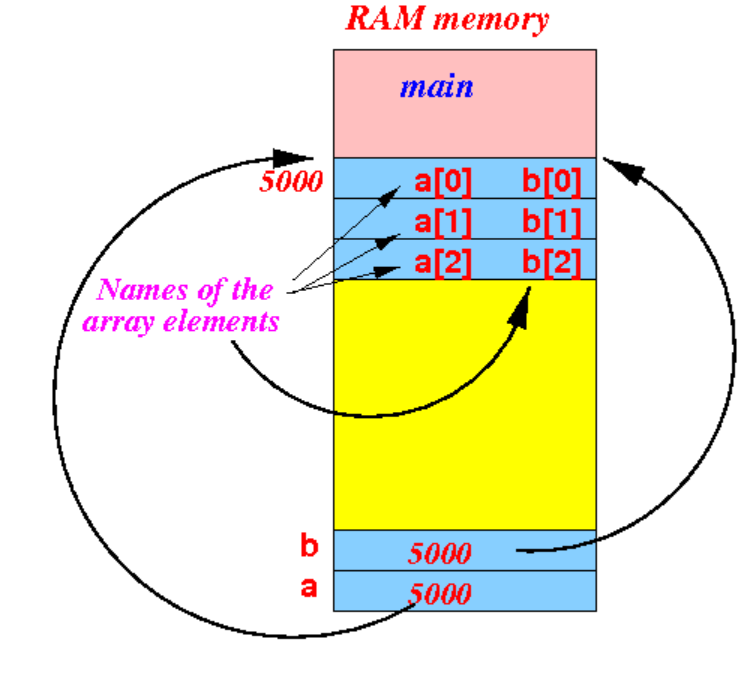 RAM memory
main
5000 a[0] b[0]
a[1] b[1]
a[2] b[2]
Names of the
array elements
b 5000
a 5000